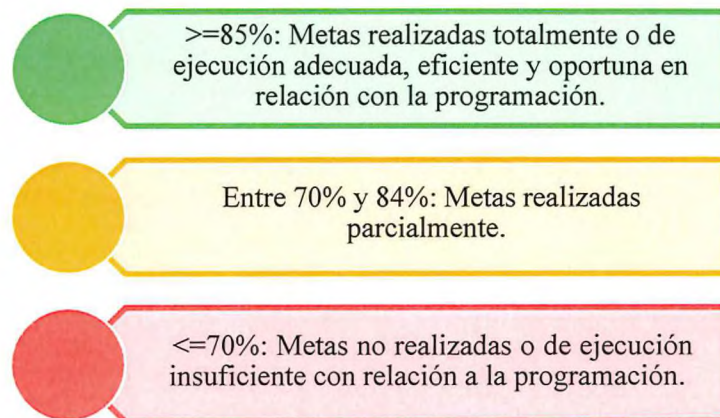 >=85%: Metas realizadas totalmente o de
ejecución adecuada, eficiente y oportuna en
relación con la programación.
Entre 70% y 84%: Metas realizadas
parcialmente.
<=70%: Metas no realizadas o de ejecución
insuficiente con relación a la programación.